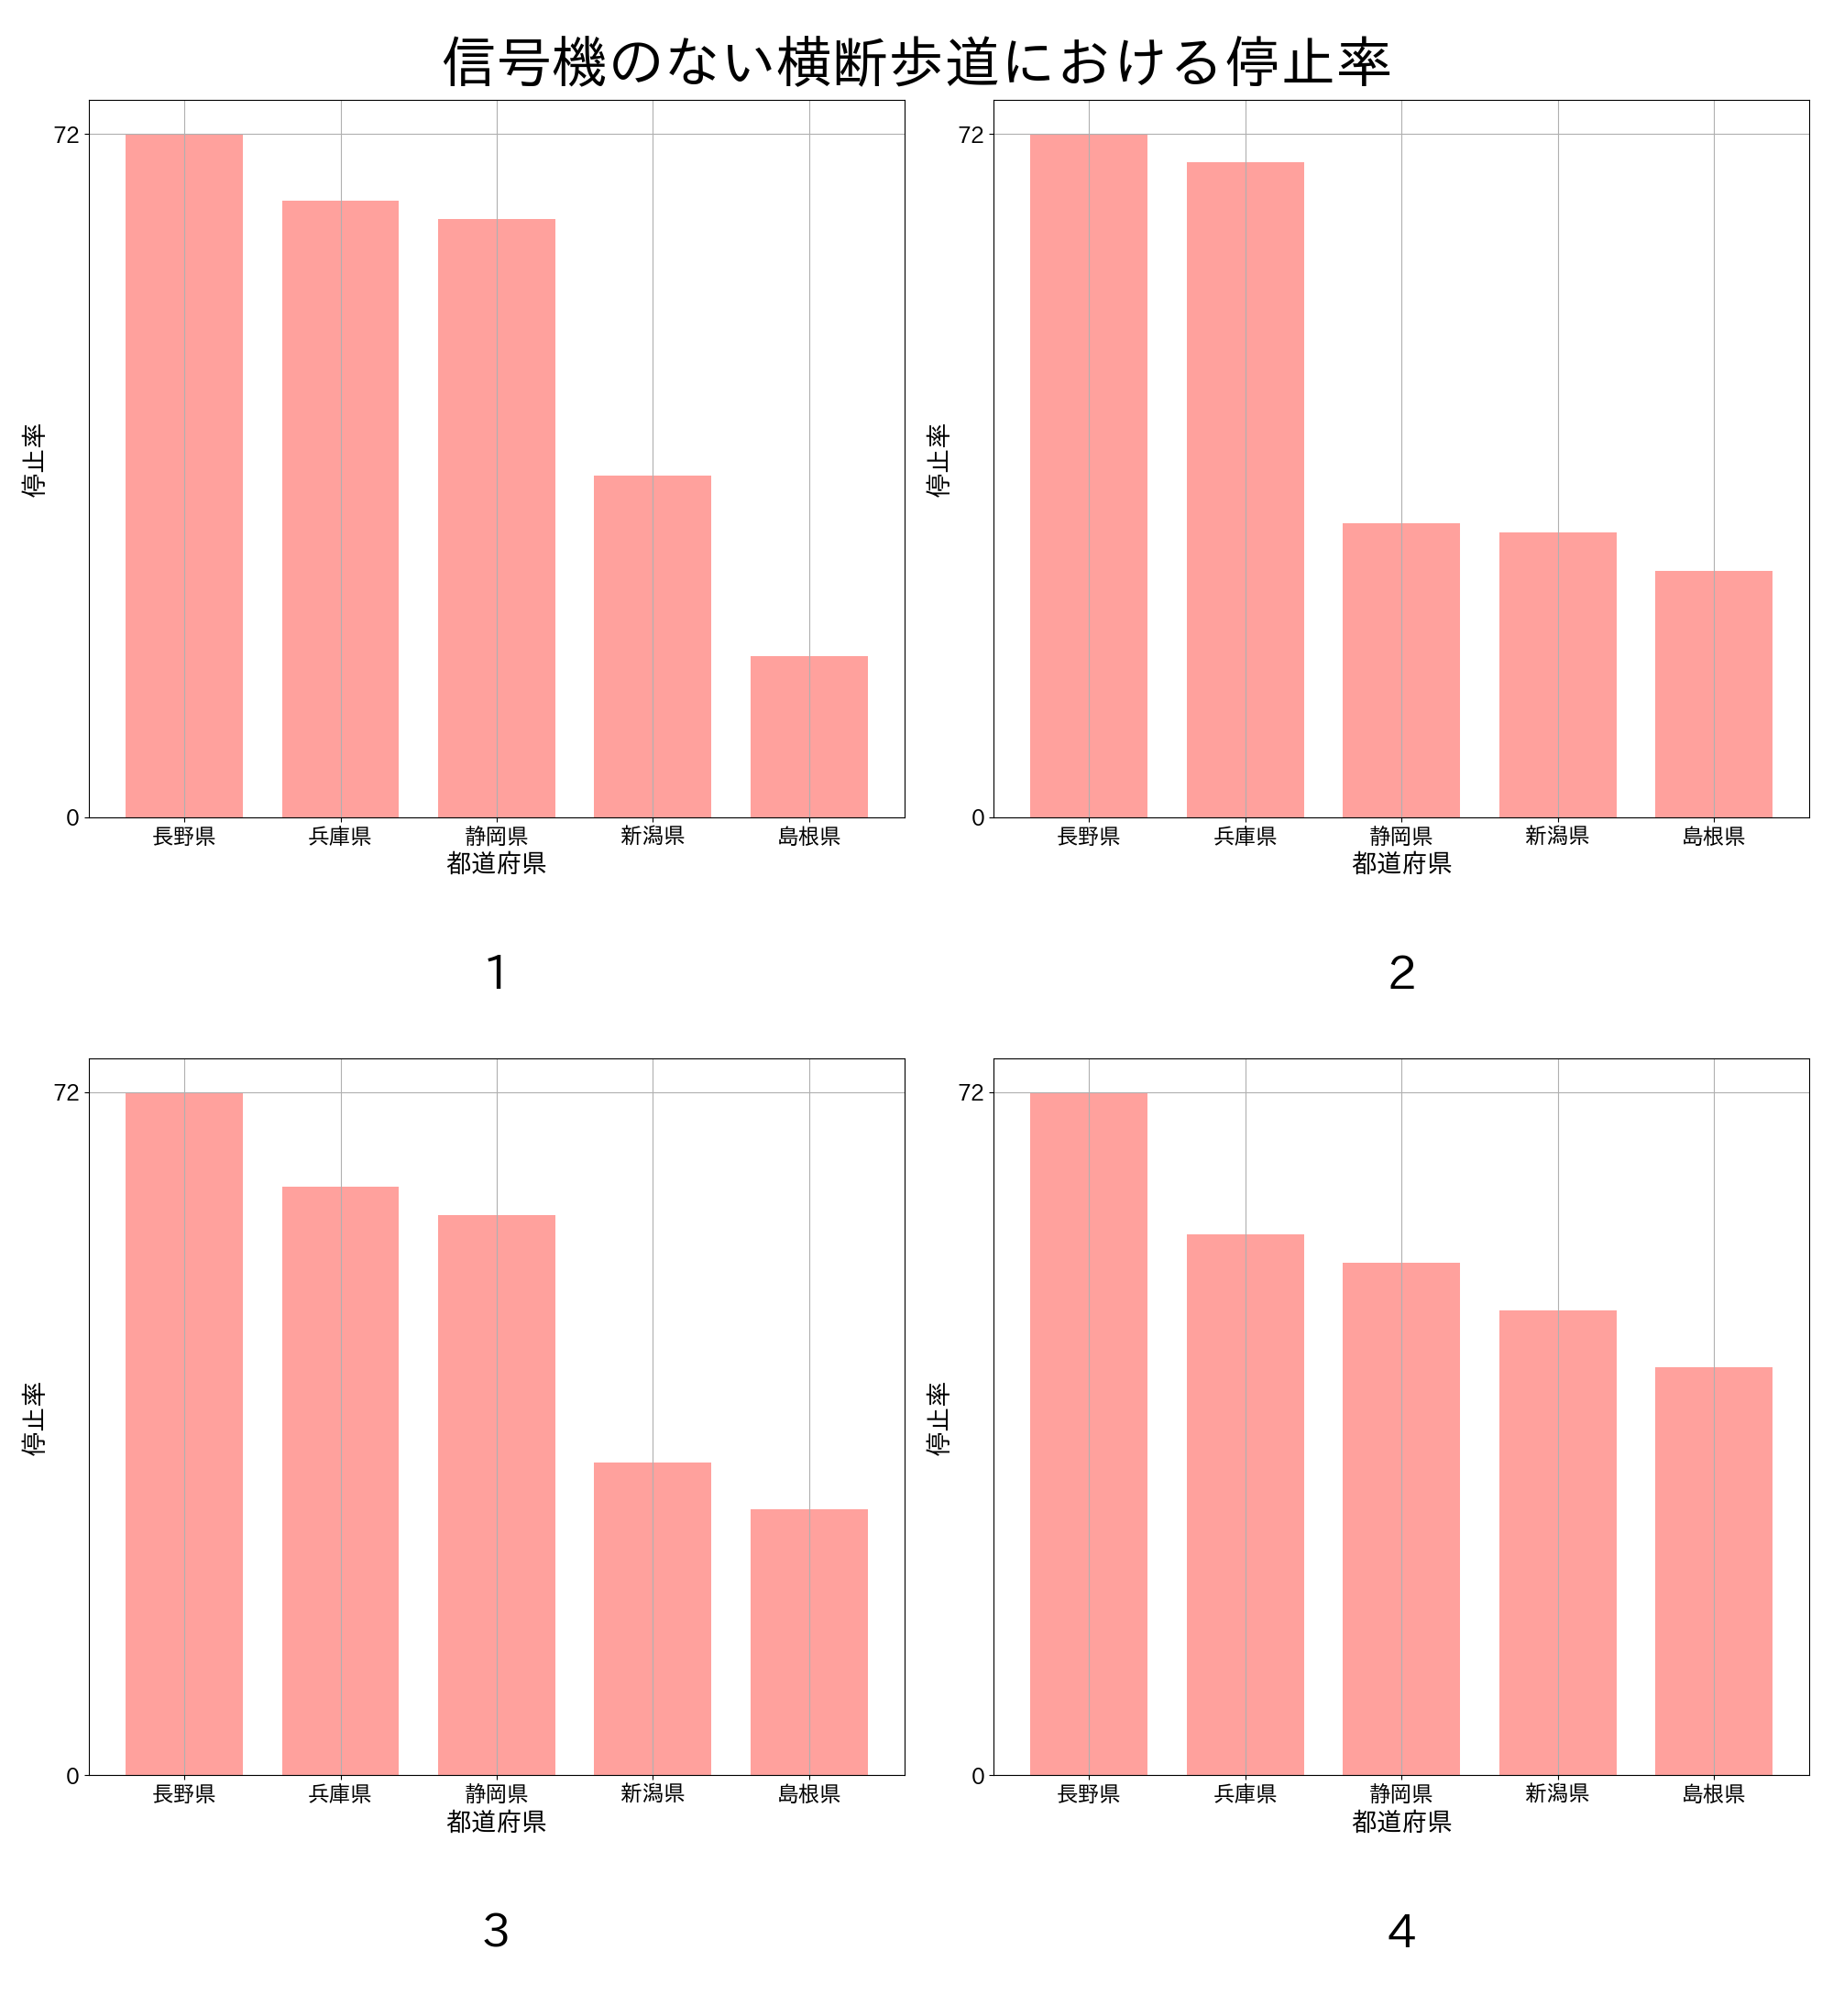 信号機のない横断歩道における停止率
72
0
停止率
長野県 兵庫県 静岡県 新潟県 島根県
都道府県
1
72
0
停止率
長野県 兵庫県 静岡県 新潟県 島根県
都道府県
2
72
0
停止率
長野県 兵庫県 静岡県 新潟県 島根県
都道府県
3
72
0
停止率
長野県 兵庫県 静岡県 新潟県 島根県
都道府県
4